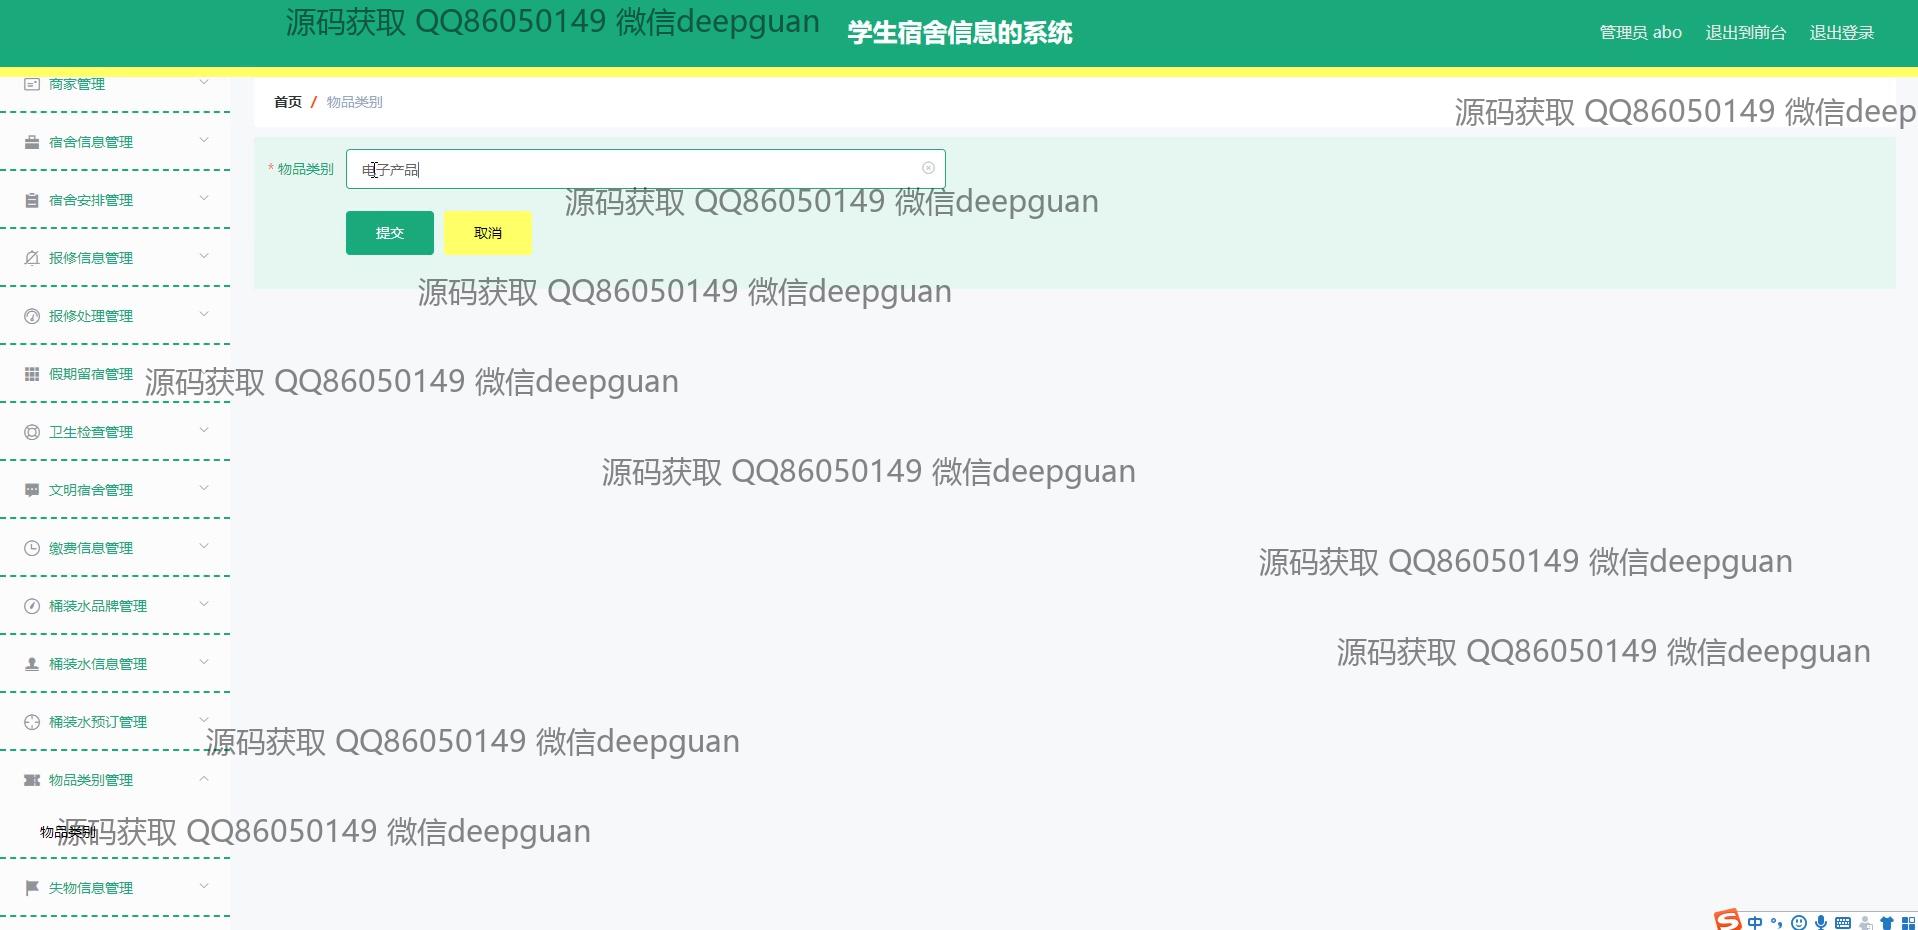 源码获取 QQ86050149 微信deepguan
学生宿舍信息的系统
管理员 abo
退出到前台
退出登录
商家管理
首页 / 物品类别
源码获取 QQ86050149 微信deep
宿舍信息管理
* 物品类别
电子产品
宿舍安排管理
源码获取 QQ86050149 微信deepguan
提交
取消
报修信息管理
源码获取 QQ86050149 微信deepguan
报修处理管理
假期留宿管理
源码获取 QQ86050149 微信deepguan
卫生检查管理
源码获取 QQ86050149 微信deepguan
文明宿舍管理
缴费信息管理
源码获取 QQ86050149 微信deepguan
桶装水品牌管理
桶装水信息管理
源码获取 QQ86050149 微信deepguan
桶装水预订管理
源码获取 QQ86050149 微信deepguan
物品类别管理
物品类别
源码获取 QQ86050149 微信deepguan
失物信息管理
中